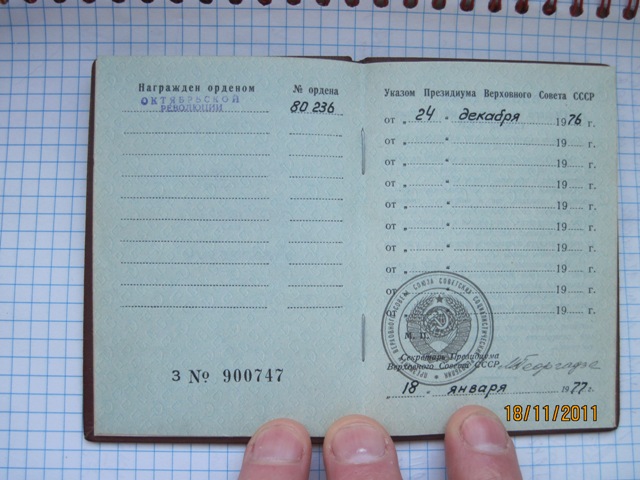 Награжден орденом
№ ордена
ОКТЯБРЬСКОЙ
РЕВОЛЮЦИИ
80 236
З № 900747
Указом Президиума Верховного Совета СССР
от „ 24 " декабря 1976 г.
от „ " 19 г.
от „ " 19 г.
от „ " 19 г.
от „ " 19 г.
от „ " 19 г.
от „ " 19 г.
от „ " 19 г.
от „ " 19 г.
19 г.
М. П.
Секретарь Президиума
Верховного Совета СССР
„ 18 " января 1977 г.
18/11/2011